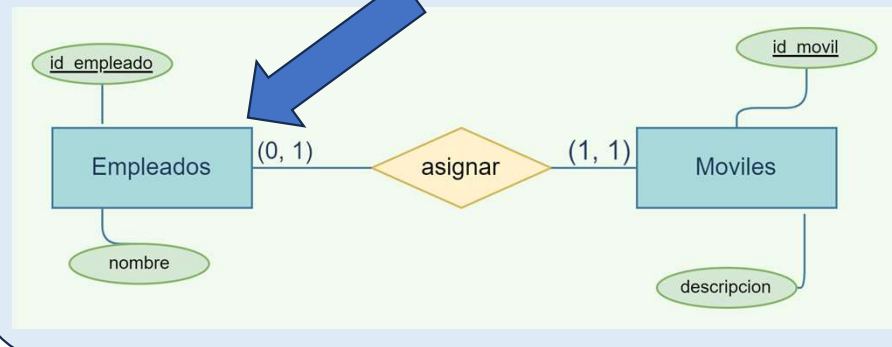 id_empleado
id_movil
Empleados
(0, 1)
asignar
(1, 1)
Moviles
nombre
descripcion